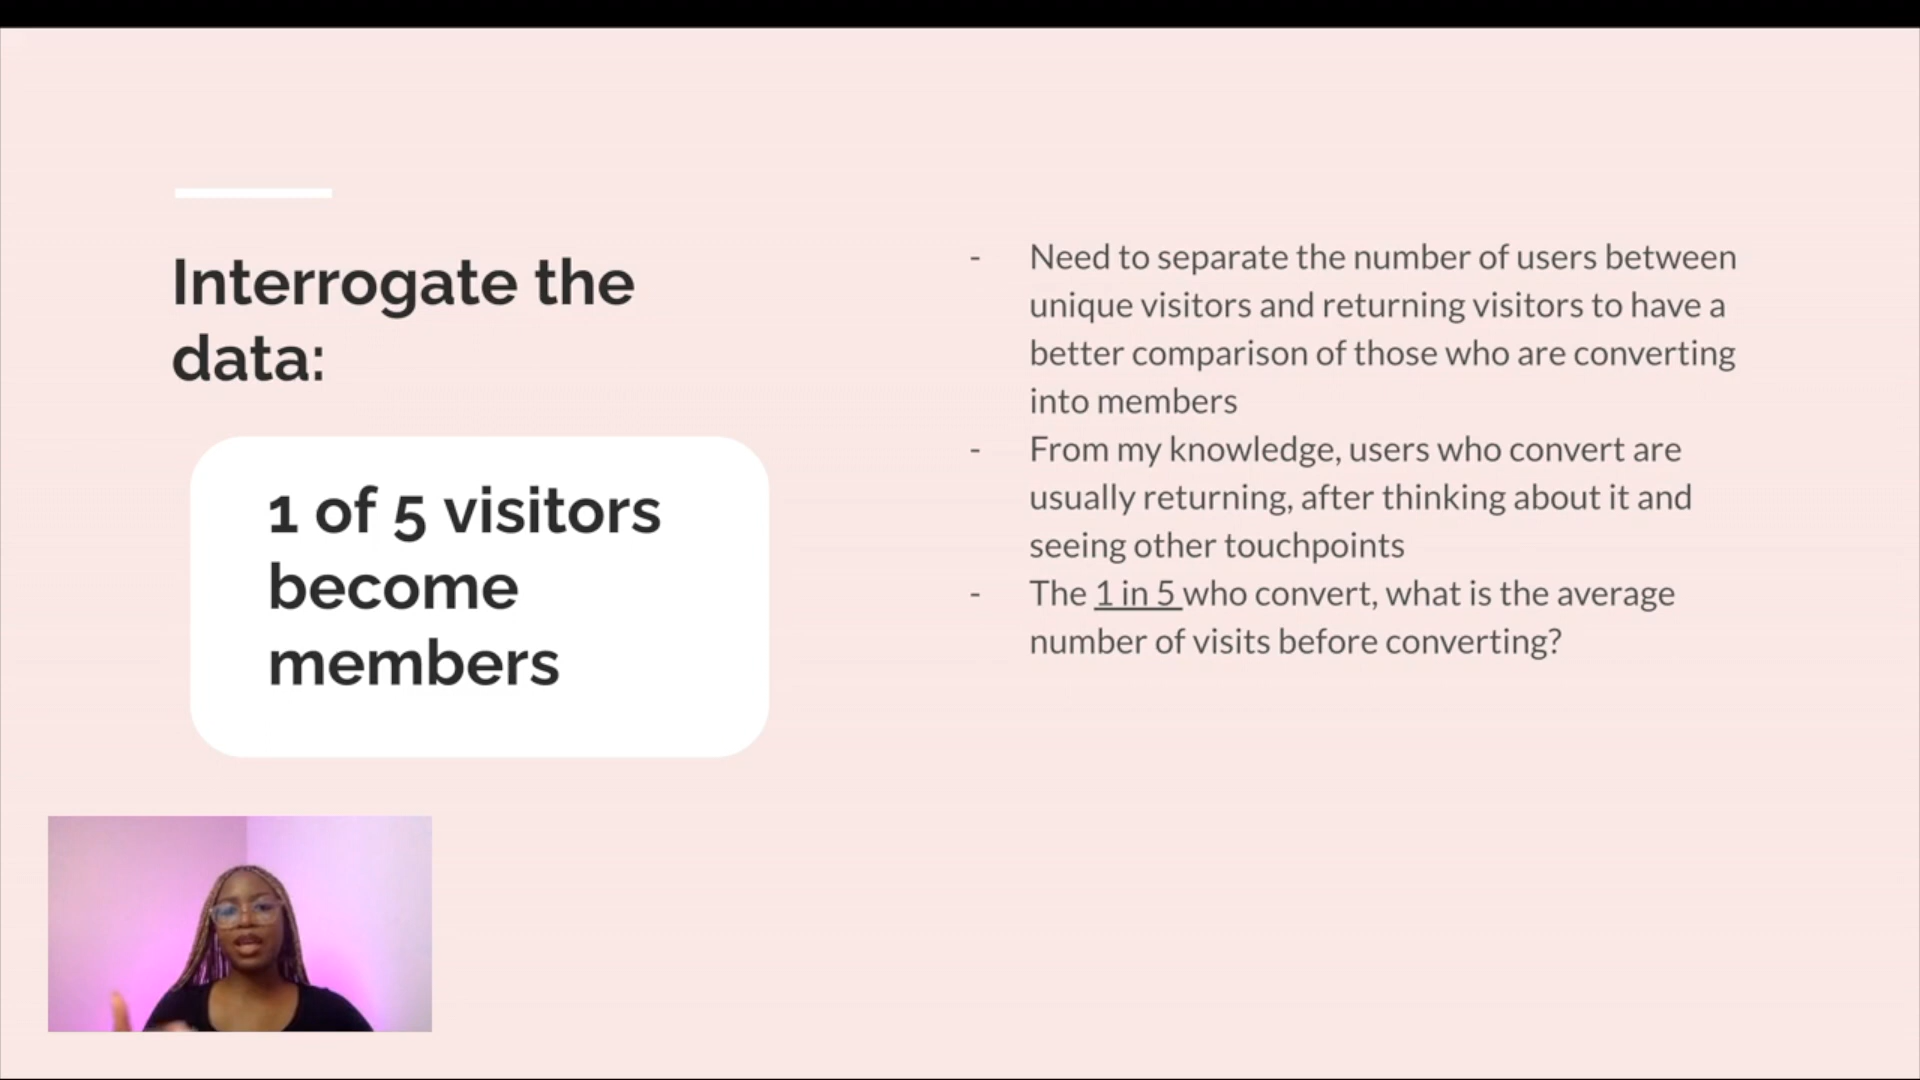 Interrogate the
data:
1 of 5 visitors
become
members
- Need to separate the number of users between
unique visitors and returning visitors to have a
better comparison of those who are converting
into members
- From my knowledge, users who convert are
usually returning, after thinking about it and
seeing other touchpoints
- The 1 in 5 who convert, what is the average
number of visits before converting?